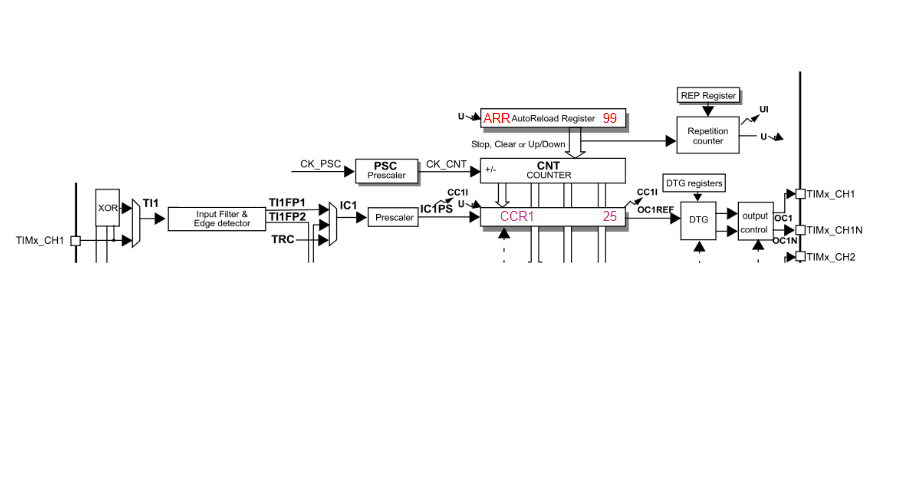 REP Register
UI
U
ARR AutoReload Register 99
Repetition
counter
U
Stop, Clear or Up/Down
CK_PSC
PSC
Prescaler
CK_CNT
+/-
CNT
COUNTER
DTG registers
XOR
TI1
Input Filter &
Edge detector
TI1FP1
TI1FP2
TRC
IC1
Prescaler
CC1I
IC1PS
U
CCR1 25
CC1I
OC1REF
DTG
output
control
OC1
OC1N
TIMx_CH1
TIMx_CH1N
TIMx_CH2
TIMx_CH1